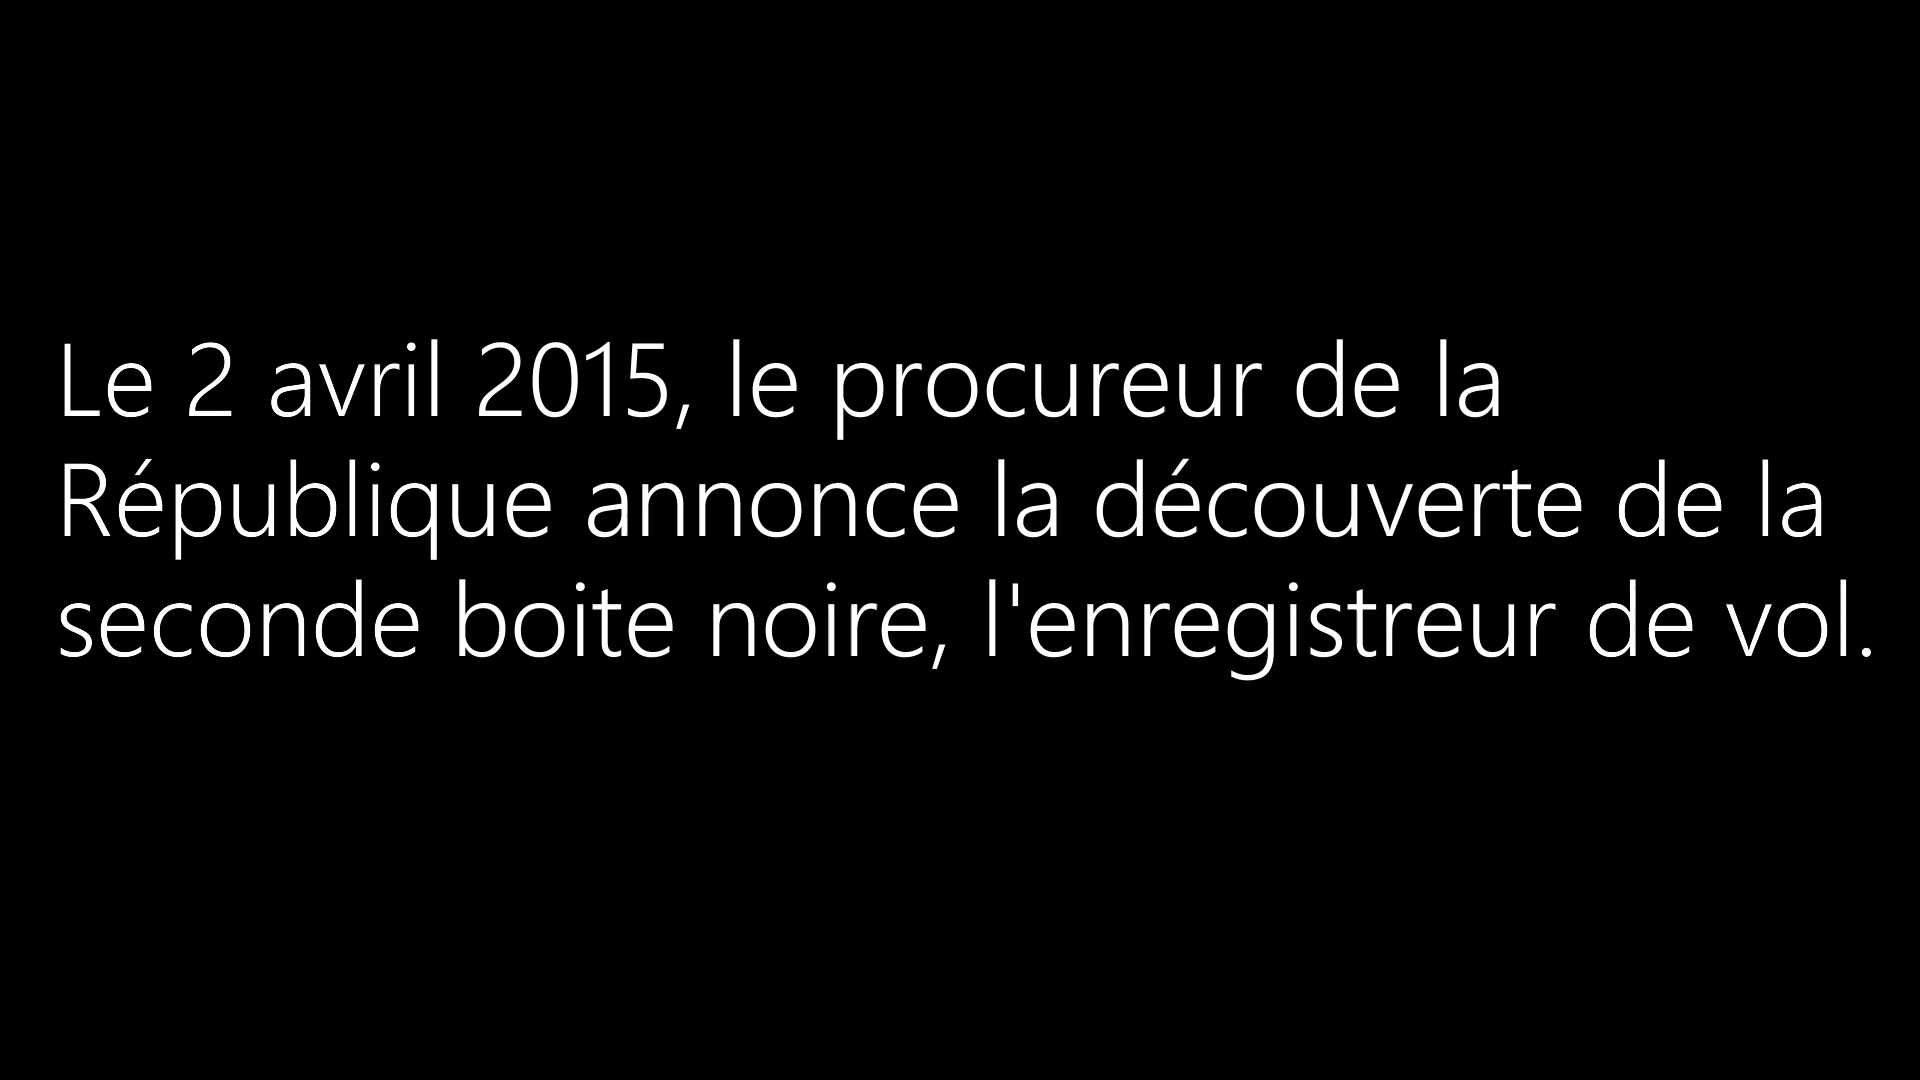 Le 2 avril 2015, le procureur de la
République annonce la découverte de la
seconde boite noire, l'enregistreur de vol.